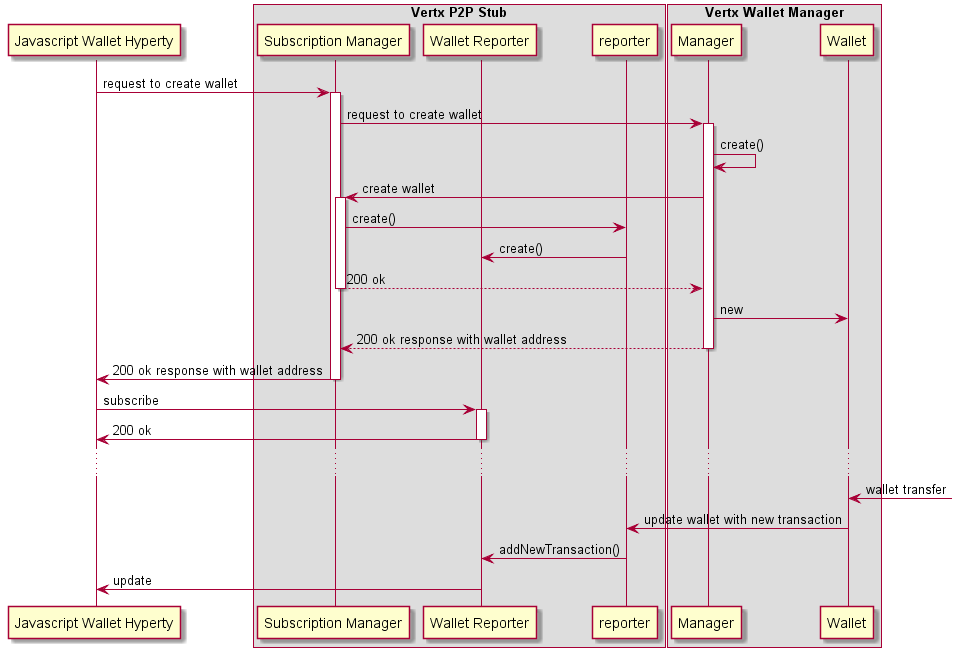 Vertx P2P Stub
Vertx Wallet Manager
Javascript Wallet Hyperty
Subscription Manager
Wallet Reporter
reporter
Manager
Wallet
request to create wallet
request to create wallet
create()
create wallet
create()
create()
200 ok
new
200 ok response with wallet address
200 ok response with wallet address
subscribe
200 ok
wallet transfer
update wallet with new transaction
addNewTransaction()
update
Javascript Wallet Hyperty
Subscription Manager
Wallet Reporter
reporter
Manager
Wallet